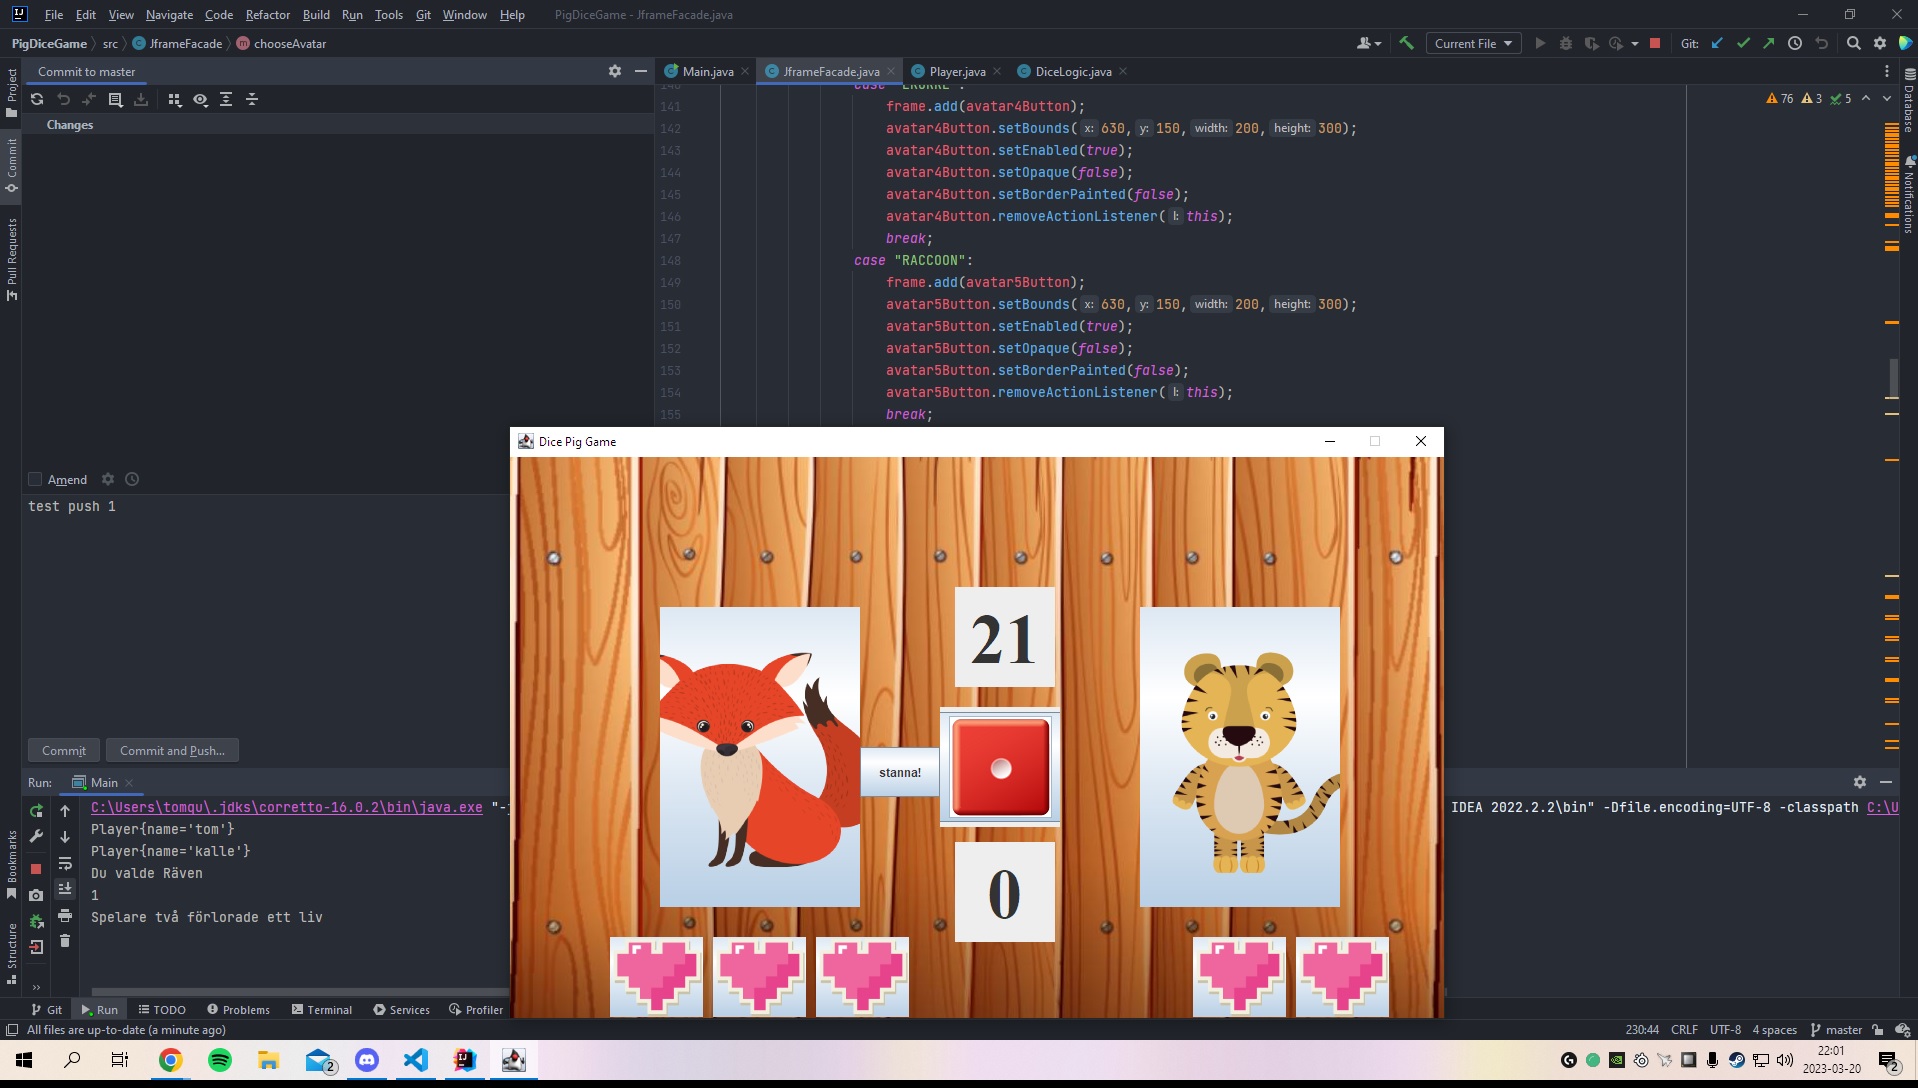 File Edit View Navigate Code Refactor Build Run Tools Git Window Help PigDiceGame - JframeFacade.java
PigDiceGame src JframeFacade chooseAvatar Current File Git:
Commit to master
Main.java JframeFacade.java Player.java DiceLogic.java
Project
Commit
Pull Requests
Bookmarks
Structure
Database
Notifications
Changes
76 3 5
141 frame.add(avatar4Button);
142 avatar4Button.setBounds( x: 630, y: 150, width: 200, height: 300);
143 avatar4Button.setEnabled(true);
144 avatar4Button.setOpaque(false);
145 avatar4Button.setBorderPainted(false);
146 avatar4Button.removeActionListener( l: this);
147 break;
148 case "RACCOON":
149 frame.add(avatar5Button);
150 avatar5Button.setBounds( x: 630, y: 150, width: 200, height: 300);
151 avatar5Button.setEnabled(true);
152 avatar5Button.setOpaque(false);
153 avatar5Button.setBorderPainted(false);
154 avatar5Button.removeActionListener( l: this);
155 break;
Amend
test push 1
Commit Commit and Push...
Dice Pig Game
21
stanna!
0
Run: Main
C:\Users\tomqu\.jdks\corretto-16.0.2\bin\java.exe "-j
IDEA 2022.2.2\bin" -Dfile.encoding=UTF-8 -classpath C:\U
Player{name='tom'}
Player{name='kalle'}
Du valde Räven
1
Spelare två förlorade ett liv
Git Run TODO Problems Terminal Services Profiler
All files are up-to-date (a minute ago) 230:44 CRLF UTF-8 4 spaces master
2
22:01
2023-03-20
2